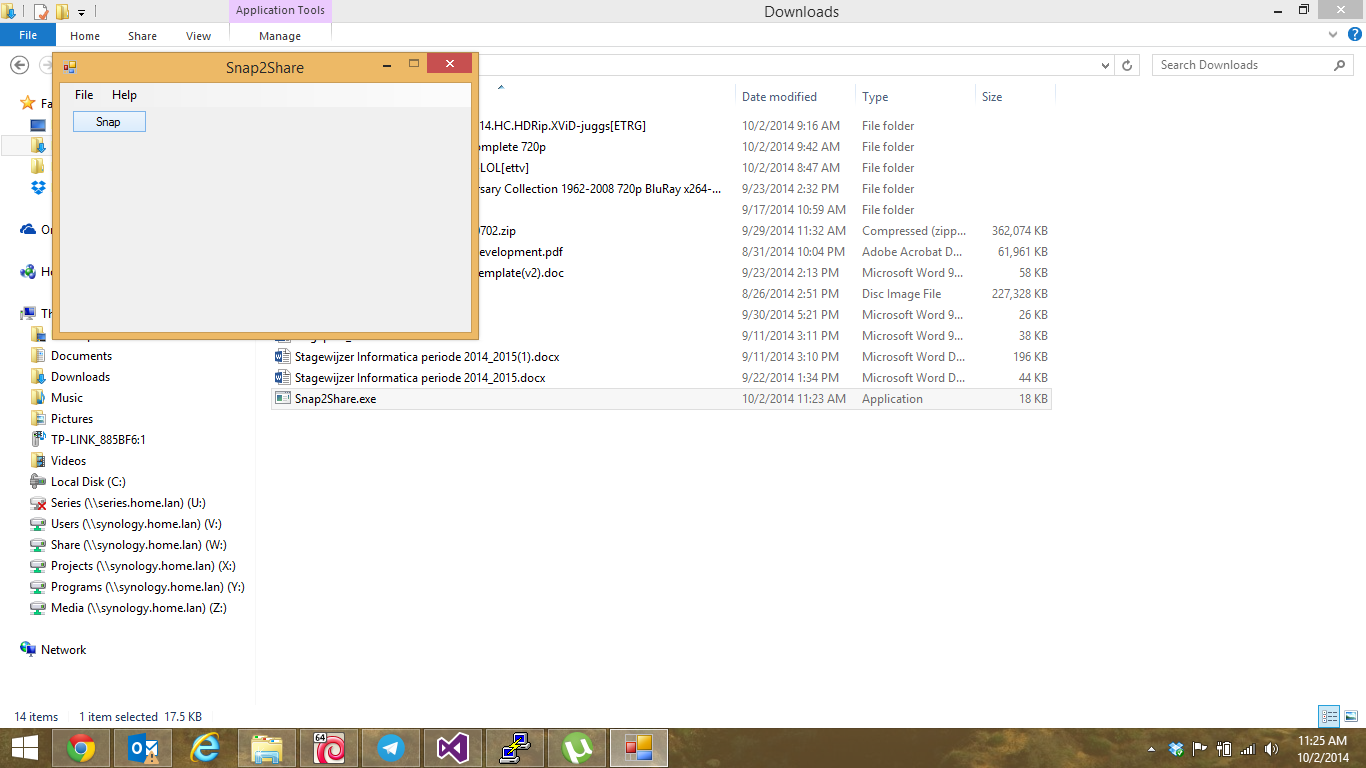 Application Tools
Downloads
File Home Share View Manage
Search Downloads
Snap2Share
File Help
Snap
Date modified Type Size
14.HC.HDRip.XViD-juggs[ETRG] 10/2/2014 9:16 AM File folder
720p 10/2/2014 9:42 AM File folder
LOL[ettv] 10/2/2014 8:47 AM File folder
Collection 1962-2008 720p BluRay x264-... 9/23/2014 2:32 PM File folder
9/17/2014 10:59 AM File folder
0702.zip 9/29/2014 11:32 AM Compressed (zipp... 362,074 KB
evelopment.pdf 8/31/2014 10:04 PM Adobe Acrobat D... 61,961 KB
emplate(v2).doc 9/23/2014 2:13 PM Microsoft Word 9... 58 KB
8/26/2014 2:51 PM Disc Image File 227,328 KB
9/30/2014 5:21 PM Microsoft Word 9... 26 KB
9/11/2014 3:11 PM Microsoft Word 9... 38 KB
Stagewijzer Informatica periode 2014_2015(1).docx 9/11/2014 3:10 PM Microsoft Word D... 196 KB
Stagewijzer Informatica periode 2014_2015.docx 9/22/2014 1:34 PM Microsoft Word D... 44 KB
Snap2Share.exe 10/2/2014 11:23 AM Application 18 KB
Fa
On
Ho
Th
Documents
Downloads
Music
Pictures
TP-LINK_885BF6:1
Videos
Local Disk (C:)
Series (\\series.home.lan) (U:)
Users (\\synology.home.lan) (V:)
Share (\\synology.home.lan) (W:)
Projects (\\synology.home.lan) (X:)
Programs (\\synology.home.lan) (Y:)
Media (\\synology.home.lan) (Z:)
Network
14 items 1 item selected 17.5 KB
64
11:25 AM
10/2/2014